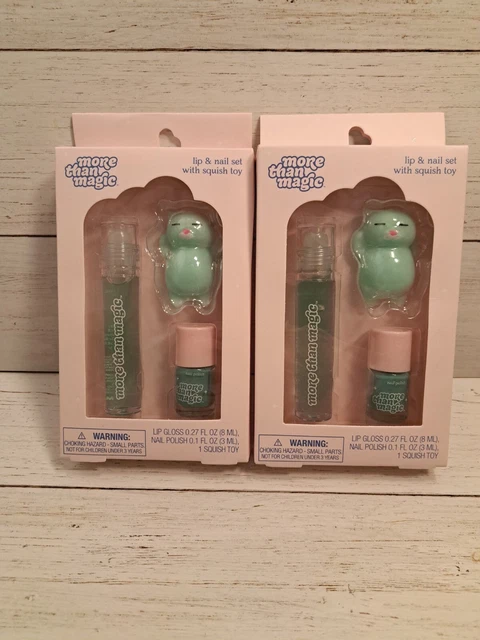 more
than
magic
lip & nail set
with squish toy
more than magic.
more
than
magic
WARNING:
CHOKING HAZARD - SMALL PARTS.
NOT FOR CHILDREN UNDER 3 YEARS.
LIP GLOSS 0.27 FL OZ (8 ML),
NAIL POLISH 0.1 FL OZ (3 ML),
1 SQUISH TOY
more
than
magic
lip & nail set
with squish toy
more than magic.
more
than
magic
WARNING:
CHOKING HAZARD - SMALL PARTS.
NOT FOR CHILDREN UNDER 3 YEARS.
LIP GLOSS 0.27 FL OZ (8 ML),
NAIL POLISH 0.1 FL OZ (3 ML),
1 SQUISH TOY